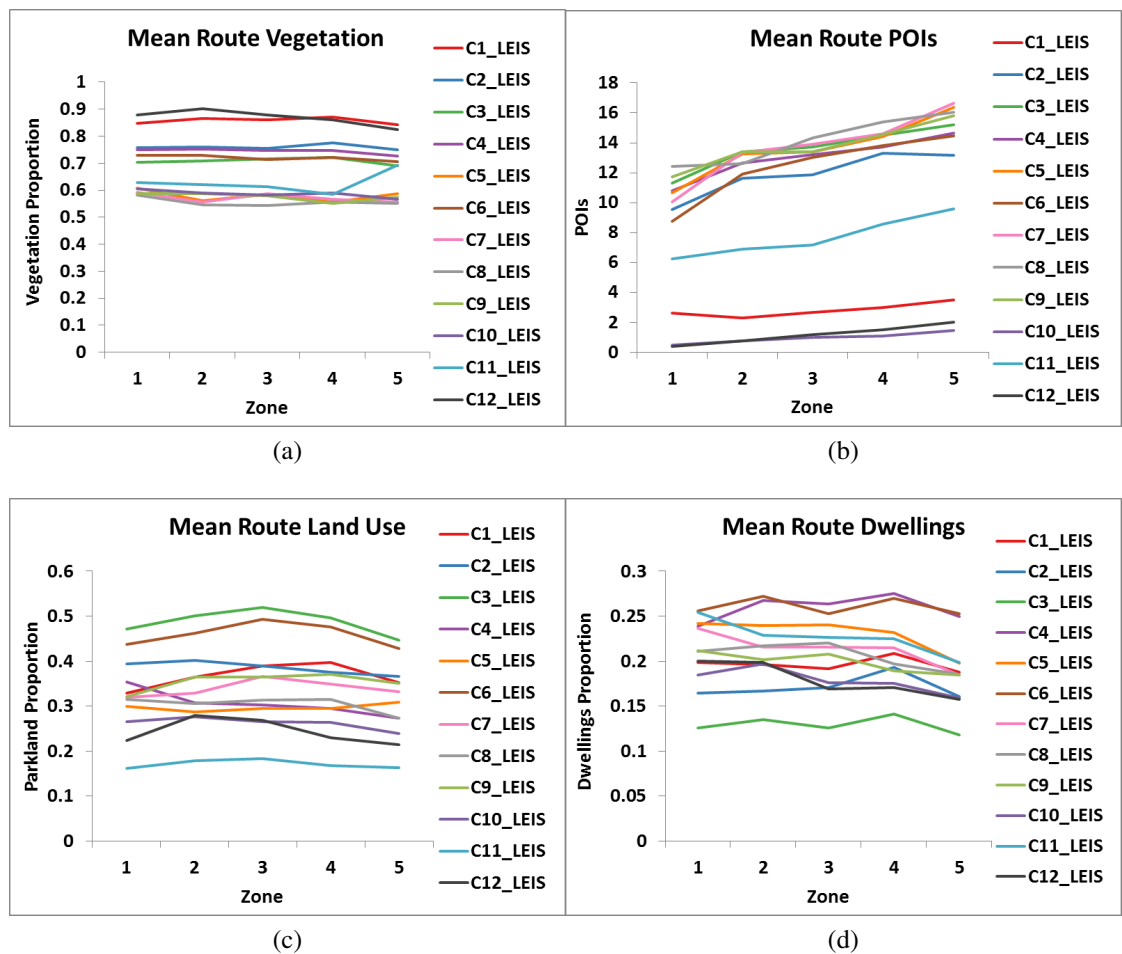 Mean Route Vegetation
Vegetation Proportion
1
0.9
0.8
0.7
0.6
0.5
0.4
0.3
0.2
0.1
0
1 2 3 4 5
Zone
C1_LEIS
C2_LEIS
C3_LEIS
C4_LEIS
C5_LEIS
C6_LEIS
C7_LEIS
C8_LEIS
C9_LEIS
C10_LEIS
C11_LEIS
C12_LEIS
(a)
Mean Route POIs
POIs
18
16
14
12
10
8
6
4
2
0
1 2 3 4 5
Zone
C1_LEIS
C2_LEIS
C3_LEIS
C4_LEIS
C5_LEIS
C6_LEIS
C7_LEIS
C8_LEIS
C9_LEIS
C10_LEIS
C11_LEIS
C12_LEIS
(b)
Mean Route Land Use
Parkland Proportion
0.6
0.5
0.4
0.3
0.2
0.1
0
1 2 3 4 5
Zone
C1_LEIS
C2_LEIS
C3_LEIS
C4_LEIS
C5_LEIS
C6_LEIS
C7_LEIS
C8_LEIS
C9_LEIS
C10_LEIS
C11_LEIS
C12_LEIS
(c)
Mean Route Dwellings
Dwellings Proportion
0.3
0.25
0.2
0.15
0.1
0.05
0
1 2 3 4 5
Zone
C1_LEIS
C2_LEIS
C3_LEIS
C4_LEIS
C5_LEIS
C6_LEIS
C7_LEIS
C8_LEIS
C9_LEIS
C10_LEIS
C11_LEIS
C12_LEIS
(d)